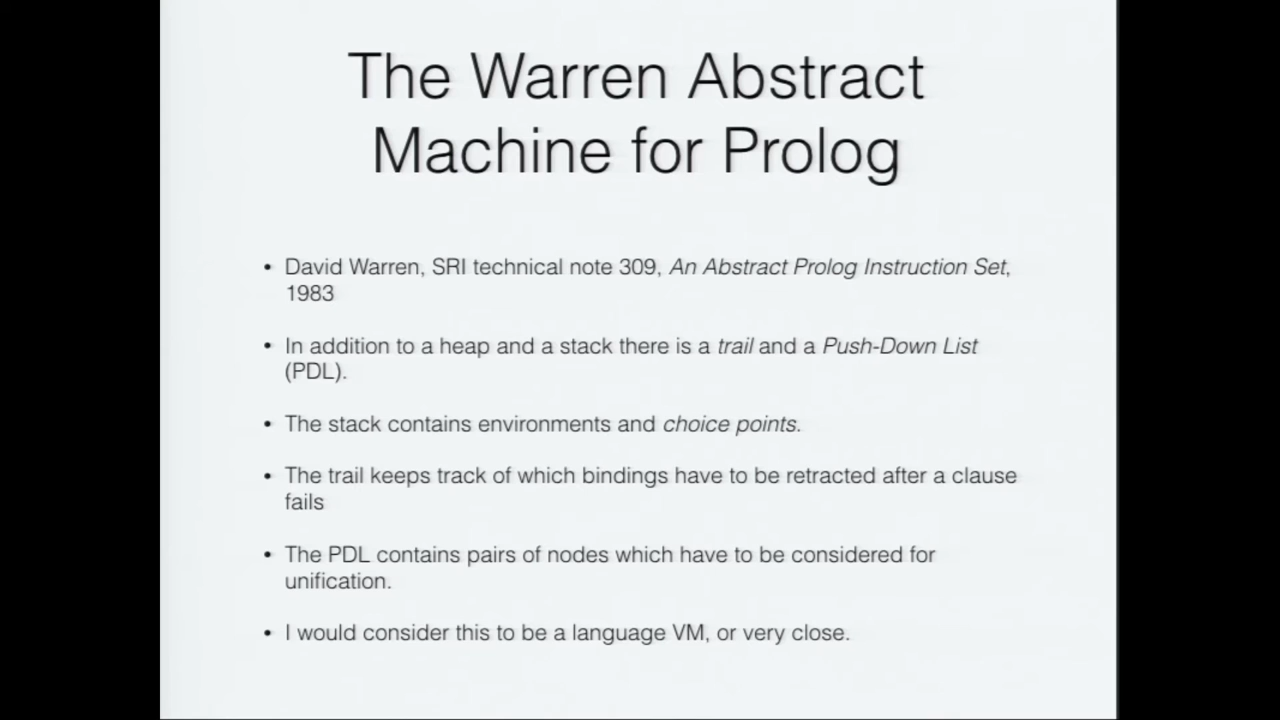 The Warren Abstract
Machine for Prolog
• David Warren, SRI technical note 309, An Abstract Prolog Instruction Set,
1983
• In addition to a heap and a stack there is a trail and a Push-Down List
(PDL).
• The stack contains environments and choice points.
• The trail keeps track of which bindings have to be retracted after a clause
fails
• The PDL contains pairs of nodes which have to be considered for
unification.
• I would consider this to be a language VM, or very close.